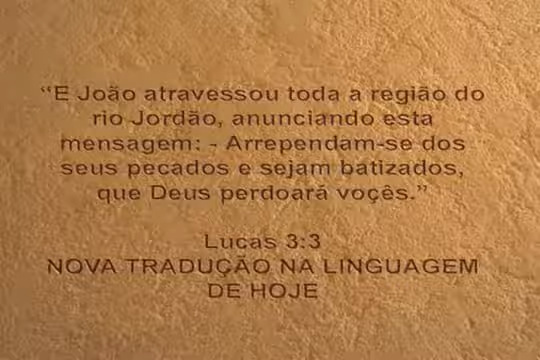 “E João atravessou toda a região do
rio Jordão, anunciando esta
mensagem: - Arrependam-se dos
seus pecados e sejam batizados,
que Deus perdoará voçês.”
Lucas 3:3
NOVA TRADUÇÃO NA LINGUAGEM
DE HOJE